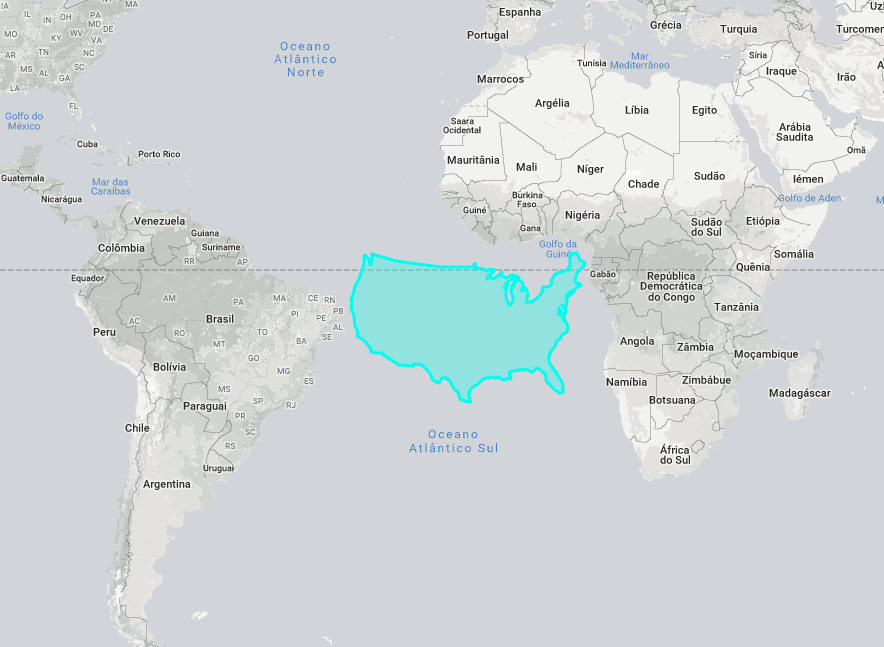 IA
IL
IN
OH
PA
MA
MD
DE
MO
KY
WV
VA
AR
TN
NC
MS
AL
GA
SC
LA
FL
Golfo do
México
Cuba
Porto Rico
Mar das
Caraíbas
Guatemala
Nicarágua
Oceano
Atlântico
Norte
Espanha
Portugal
Grécia
Turquia
Turcomen
Uz
Mar
Mediterrâneo
Tunísia
Síria
Iraque
Irão
Marrocos
Argélia
Líbia
Egito
Saara
Ocidental
Arábia
Saudita
Omã
Mauritânia
Mali
Níger
Chade
Sudão
Iémen
Golfo de Aden
M
Burkina
Faso
Guiné
Gana
Nigéria
Sudão
do Sul
Etiópia
Somália
Golfo da
Guiné
Venezuela
Guiana
Suriname
Colômbia
RR
AP
Equador
Gabão
República
Democrática
do Congo
Quênia
Tanzânia
AM
PA
MA
CE
RN
PB
PI
PE
AL
SE
AC
RO
TO
BA
MT
Brasil
Peru
GO
Bolívia
MG
ES
MS
SP
RJ
Paraguai
PR
SC
Chile
RS
Uruguai
Argentina
Angola
Zâmbia
Moçambique
Namíbia
Zimbábue
Botsuana
Madagáscar
África
do Sul
Oceano
Atlântico Sul